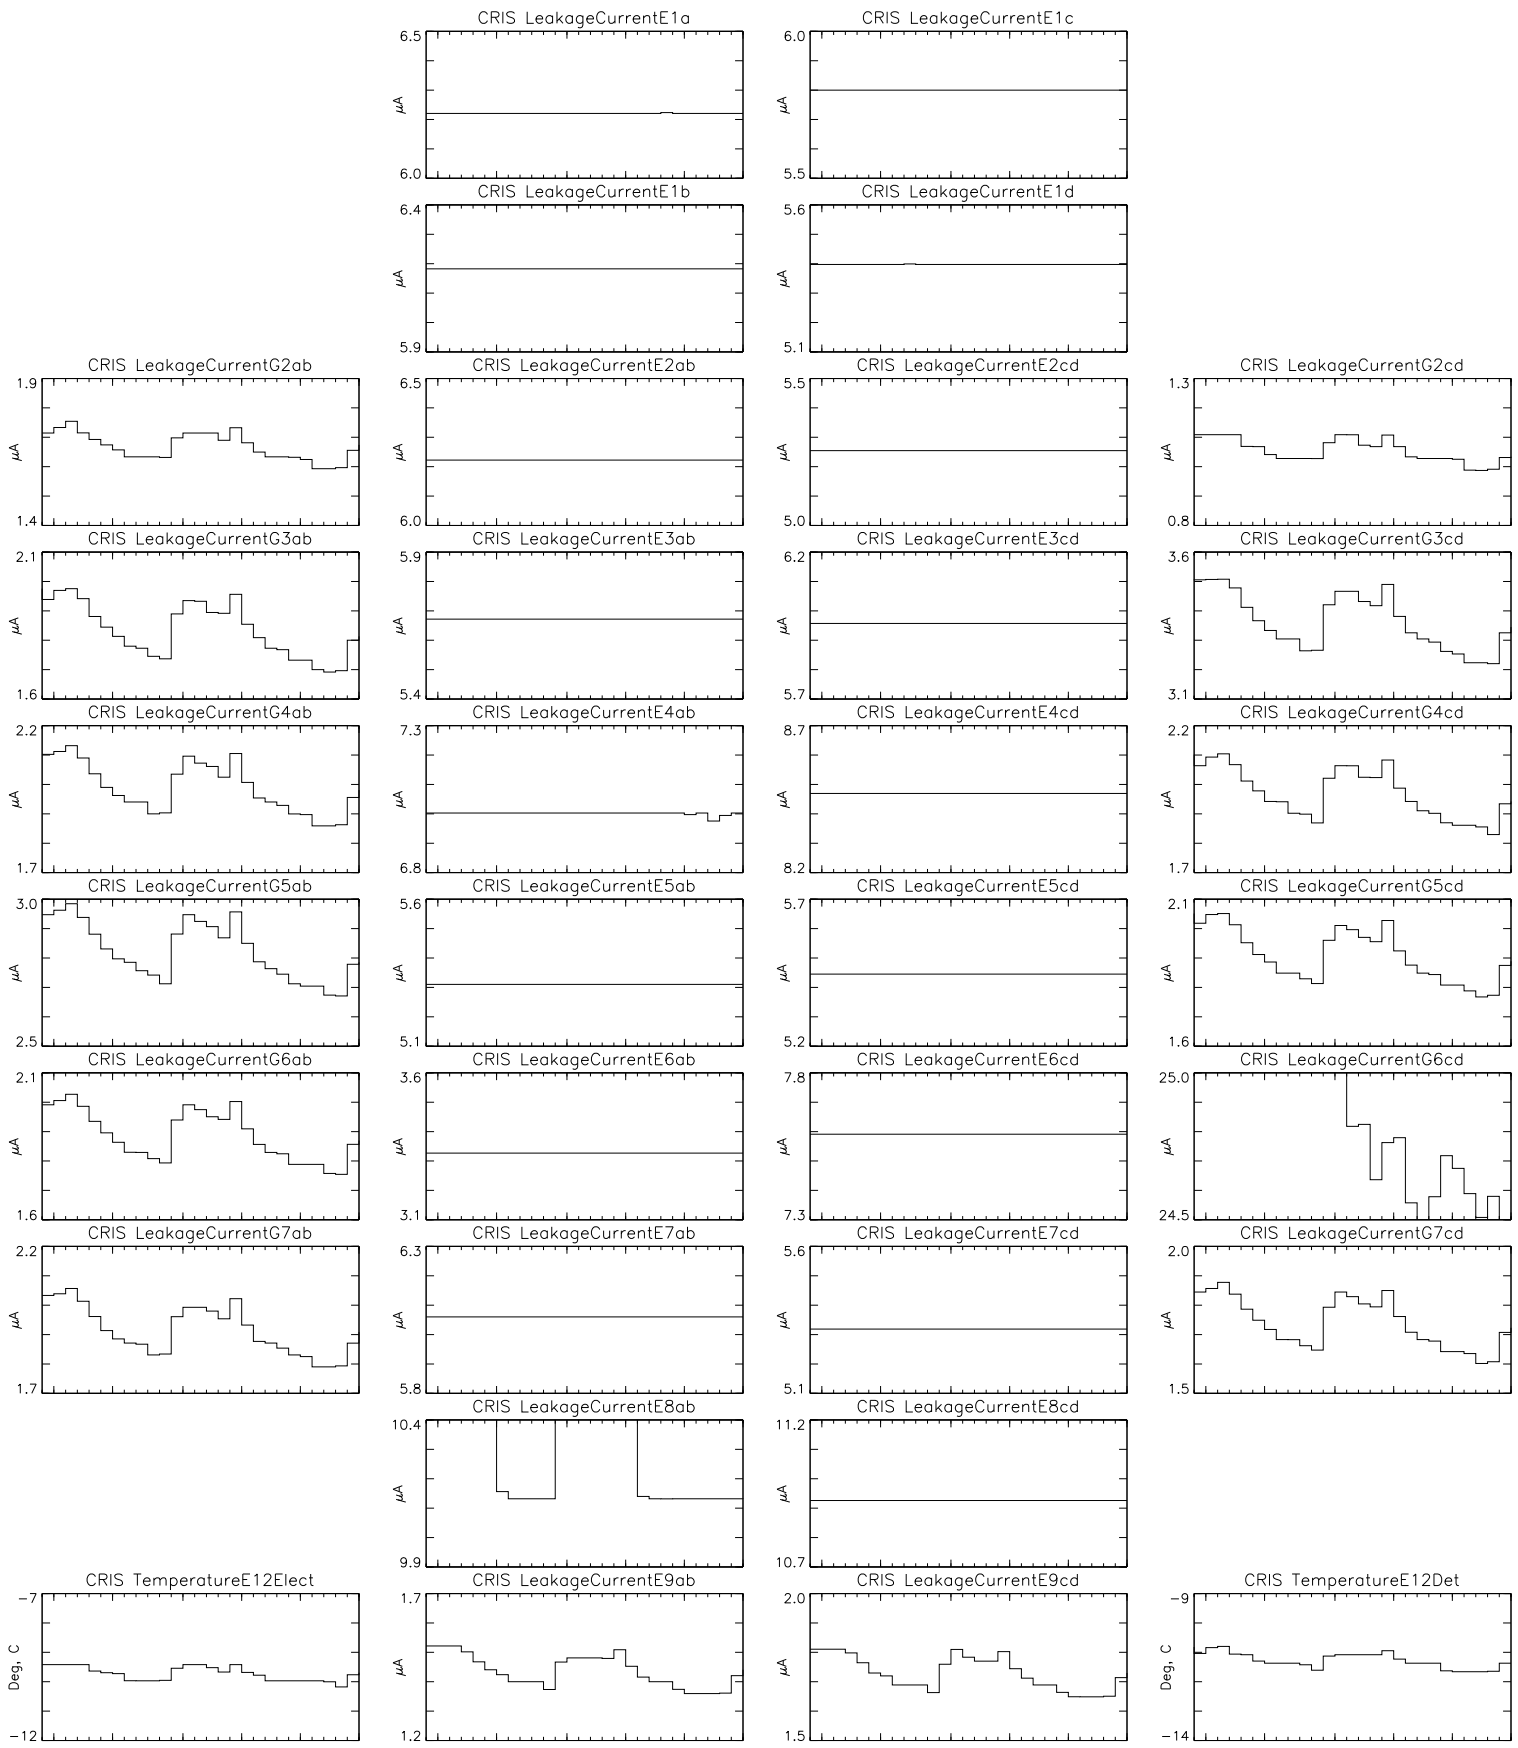 CRIS LeakageCurrentE1a
6.5
μA
6.0
CRIS LeakageCurrentE1c
6.0
μA
5.5
CRIS LeakageCurrentE1b
6.4
μA
5.9
CRIS LeakageCurrentE1d
5.6
μA
5.1
CRIS LeakageCurrentG2ab
1.9
μA
1.4
CRIS LeakageCurrentE2ab
6.5
μA
6.0
CRIS LeakageCurrentE2cd
5.5
μA
5.0
CRIS LeakageCurrentG2cd
1.3
μA
0.8
CRIS LeakageCurrentG3ab
2.1
μA
1.6
CRIS LeakageCurrentE3ab
5.9
μA
5.4
CRIS LeakageCurrentE3cd
6.2
μA
5.7
CRIS LeakageCurrentG3cd
3.6
μA
3.1
CRIS LeakageCurrentG4ab
2.2
μA
1.7
CRIS LeakageCurrentE4ab
7.3
μA
6.8
CRIS LeakageCurrentE4cd
8.7
μA
8.2
CRIS LeakageCurrentG4cd
2.2
μA
1.7
CRIS LeakageCurrentG5ab
3.0
μA
2.5
CRIS LeakageCurrentE5ab
5.6
μA
5.1
CRIS LeakageCurrentE5cd
5.7
μA
5.2
CRIS LeakageCurrentG5cd
2.1
μA
1.6
CRIS LeakageCurrentG6ab
2.1
μA
1.6
CRIS LeakageCurrentE6ab
3.6
μA
3.1
CRIS LeakageCurrentE6cd
7.8
μA
7.3
CRIS LeakageCurrentG6cd
25.0
μA
24.5
CRIS LeakageCurrentG7ab
2.2
μA
1.7
CRIS LeakageCurrentE7ab
6.3
μA
5.8
CRIS LeakageCurrentE7cd
5.6
μA
5.1
CRIS LeakageCurrentG7cd
2.0
μA
1.5
CRIS LeakageCurrentE8ab
10.4
μA
9.9
CRIS LeakageCurrentE8cd
11.2
μA
10.7
CRIS TemperatureE12Elect
−7
Deg, C
−12
CRIS LeakageCurrentE9ab
1.7
μA
1.2
CRIS LeakageCurrentE9cd
2.0
μA
1.5
CRIS TemperatureE12Det
−9
Deg, C
−14